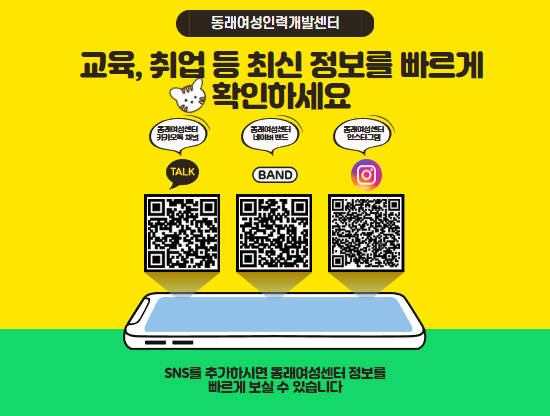 동래여성인력개발센터
교육, 취업 등 최신 정보를 빠르게
확인하세요
동래여성센터
카카오톡 채널
동래여성센터
네이버 밴드
동래여성센터
인스타그램
TALK
BAND
SNS를 추가하시면 동래여성센터 정보를
빠르게 보실 수 있습니다